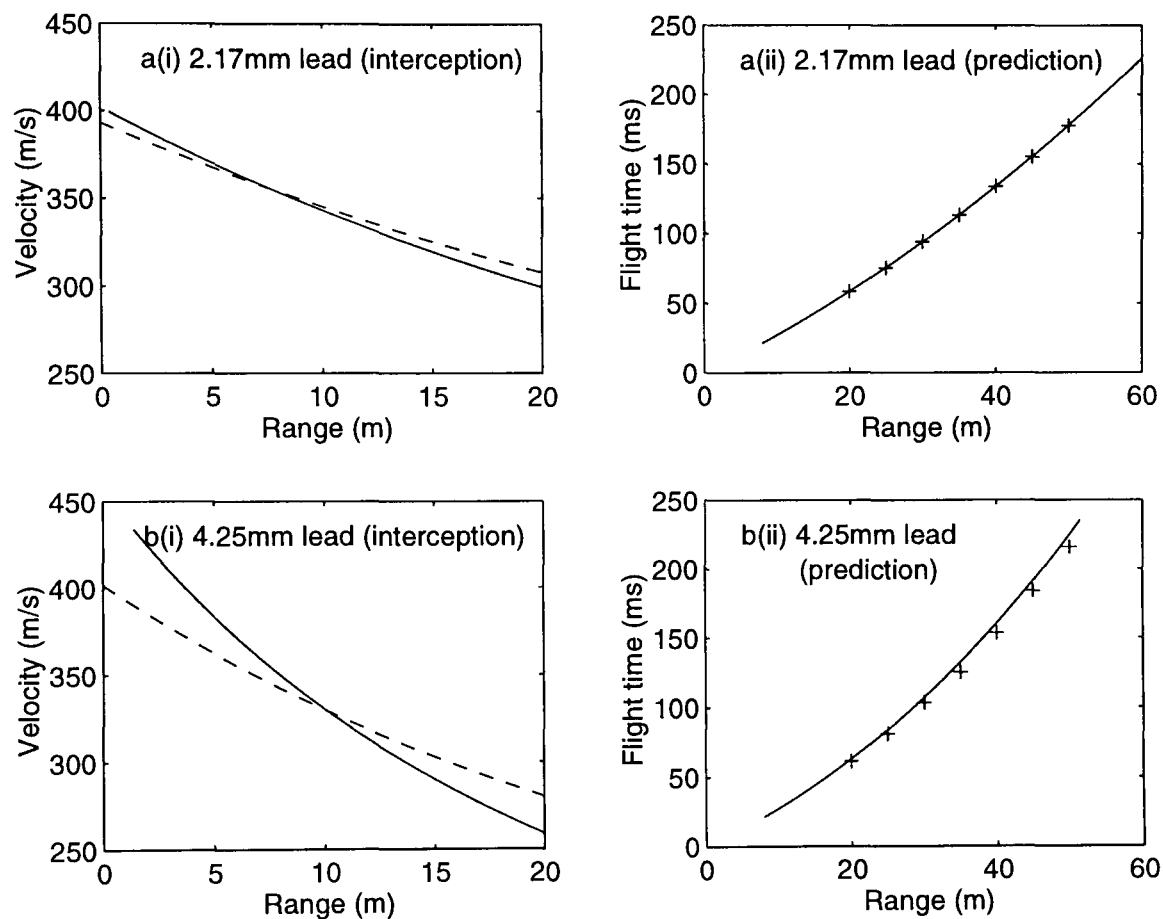 a(i) 2.17mm lead (interception)
450
400
350
300
250
Velocity (m/s)
0 5 10 15 20
Range (m)
a(ii) 2.17mm lead (prediction)
250
200
150
100
50
0
Flight time (ms)
0 20 40 60
Range (m)
b(i) 4.25mm lead (interception)
450
400
350
300
250
Velocity (m/s)
0 5 10 15 20
Range (m)
b(ii) 4.25mm lead
(prediction)
250
200
150
100
50
0
Flight time (ms)
0 20 40 60
Range (m)